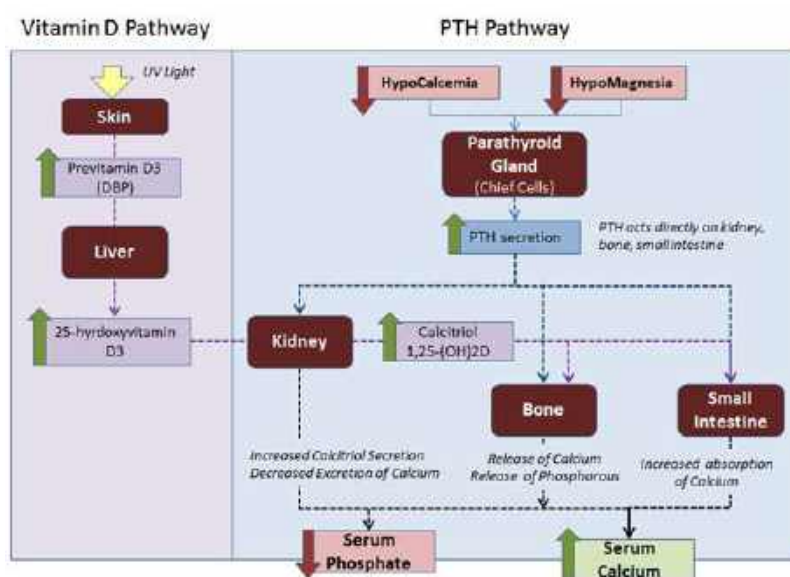 Vitamin D Pathway
PTH Pathway
UV Light
HypoCalcemia
HypoMagnesia
Skin
Parathyroid
Gland
(Chief Cells)
Previtamin D3
(DBP)
PTH secretion
PTH acts directly on kidney,
bone, small intestine
Liver
25-hyrdoxyvitamin
D3
Kidney
Calcitriol
1,25-(OH)2D
Bone
Small
Intestine
Increased Calcitriol Secretion
Decreased Excretion of Calcium
Release of Calcium
Release of Phosphorous
Increased absorption
of Calcium
Serum
Phosphate
Serum
Calcium